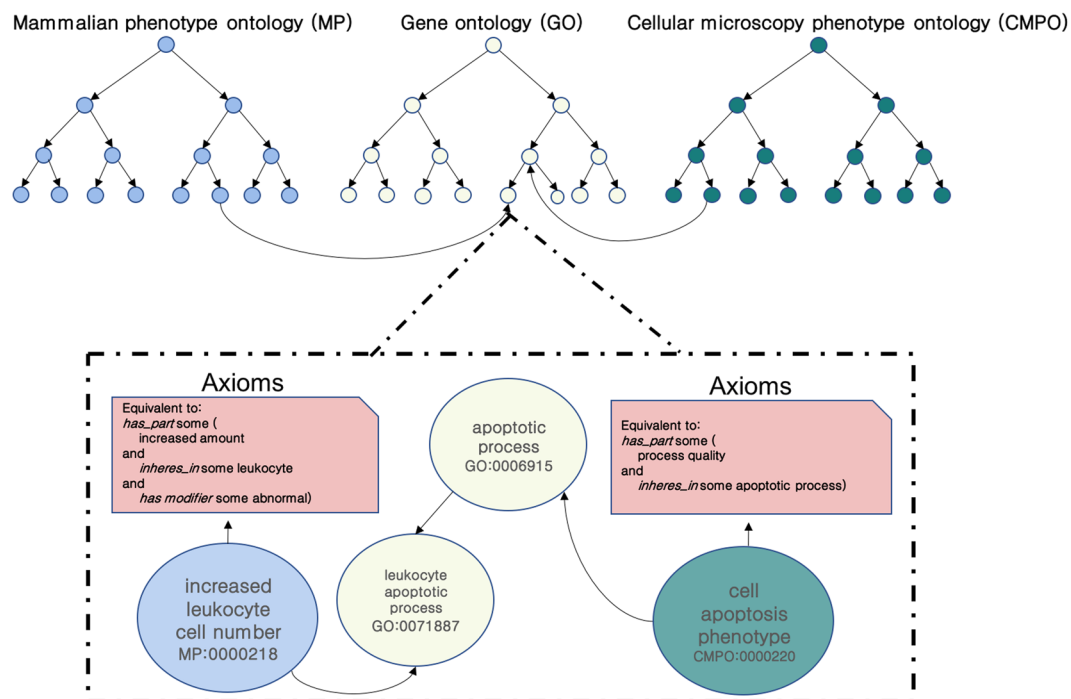 Mammalian phenotype ontology (MP)
Gene ontology (GO)
Cellular microscopy phenotype ontology (CMPO)
Axioms
Equivalent to:
has_part some (
increased amount
and
inheres_in some leukocyte
and
has modifier some abnormal)
apoptotic
process
GO:0006915
Axioms
Equivalent to:
has_part some (
process quality
and
inheres_in some apoptotic process)
increased
leukocyte
cell number
MP:0000218
leukocyte
apoptotic
process
GO:0071887
cell
apoptosis
phenotype
CMPO:0000220